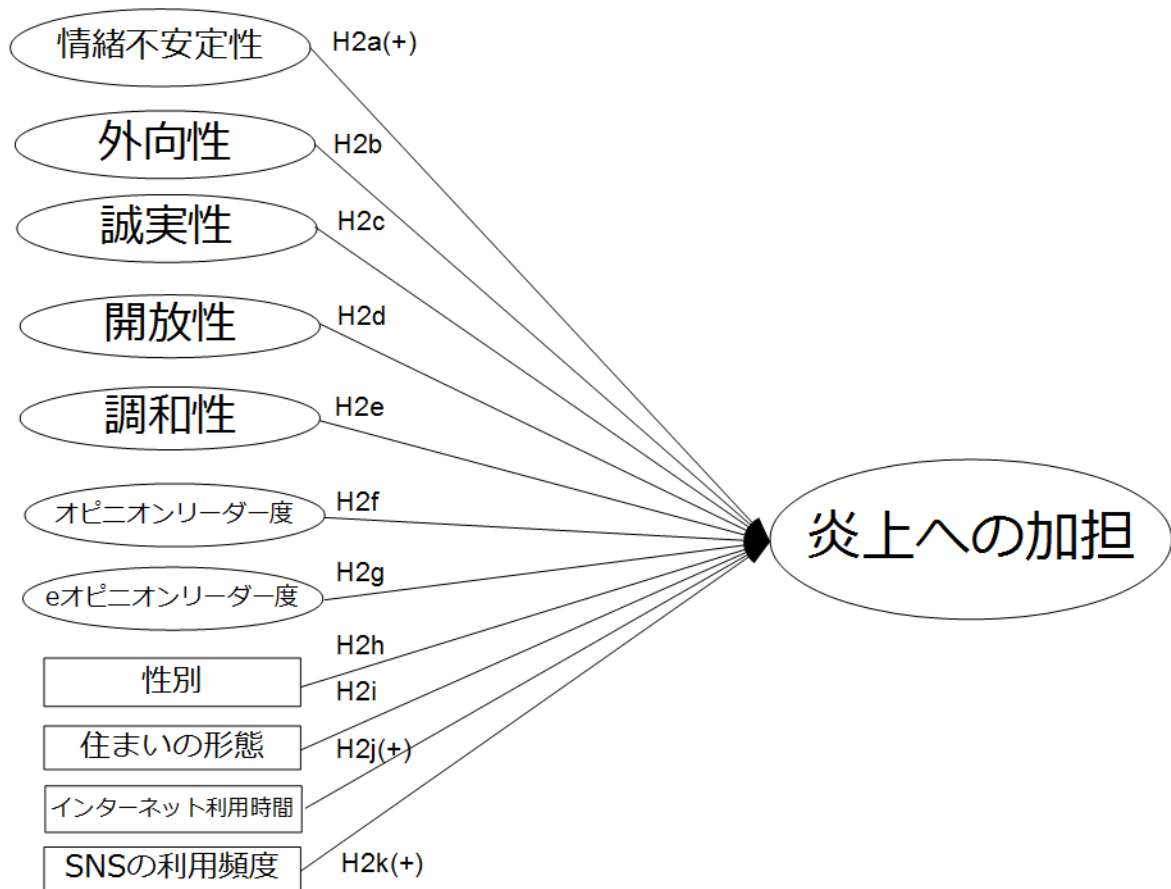 情緒不安定性
H2a(+)
外向性
H2b
誠実性
H2c
開放性
H2d
調和性
H2e
オピニオンリーダー度
H2f
eオピニオンリーダー度
H2g
性別
H2h
住まいの形態
H2i
インターネット利用時間
H2j(+)
SNSの利用頻度
H2k(+)
炎上への加担